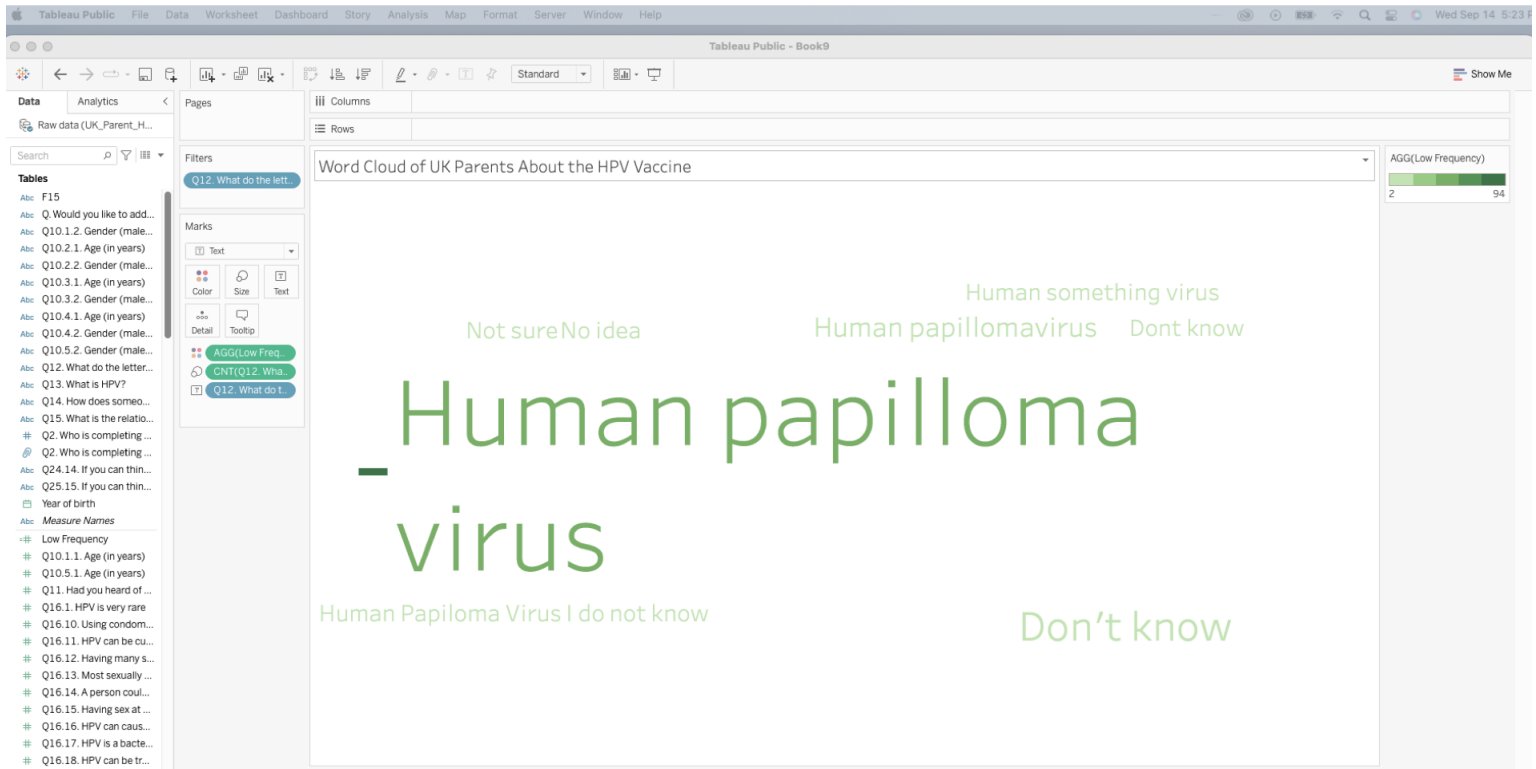 Tableau Public File Data Worksheet Dashboard Story Analysis Map Format Server Window Help Wed Sep 14 5:23 P
Tableau Public - Book9
Standard Show Me
Data Analytics
Raw data (UK_Parent_H...
Search
Tables
Abc F15
Abc Q. Would you like to add...
Abc Q10.1.2. Gender (male...
Abc Q10.2.1. Age (in years)
Abc Q10.2.2. Gender (male...
Abc Q10.3.1. Age (in years)
Abc Q10.3.2. Gender (male...
Abc Q10.4.1. Age (in years)
Abc Q10.4.2. Gender (male...
Abc Q10.5.2. Gender (male...
Abc Q12. What do the letter...
Abc Q13. What is HPV?
Abc Q14. How does someo...
Abc Q15. What is the relatio...
# Q2. Who is completing ...
Q2. Who is completing ...
Abc Q24.14. If you can thin...
Abc Q25.15. If you can thin...
Year of birth
Abc Measure Names
# Low Frequency
# Q10.1.1. Age (in years)
# Q10.5.1. Age (in years)
# Q11. Had you heard of ...
# Q16.1. HPV is very rare
# Q16.10. Using condom...
# Q16.11. HPV can be cu...
# Q16.12. Having many s...
# Q16.13. Most sexually ...
# Q16.14. A person coul...
# Q16.15. Having sex at ...
# Q16.16. HPV can caus...
# Q16.17. HPV is a bacte...
# Q16.18. HPV can be tr...
Pages
Filters
Q12. What do the lett..
Marks
Text
Color Size Text
Detail Tooltip
AGG(Low Freq..
CNT(Q12. Wha..
Q12. What do t..
Columns
Rows
Word Cloud of UK Parents About the HPV Vaccine
Human something virus
Not sure No idea Human papillomavirus Dont know
Human papilloma
–
virus
Human Papiloma Virus I do not know
Don't know
AGG(Low Frequency)
2 94